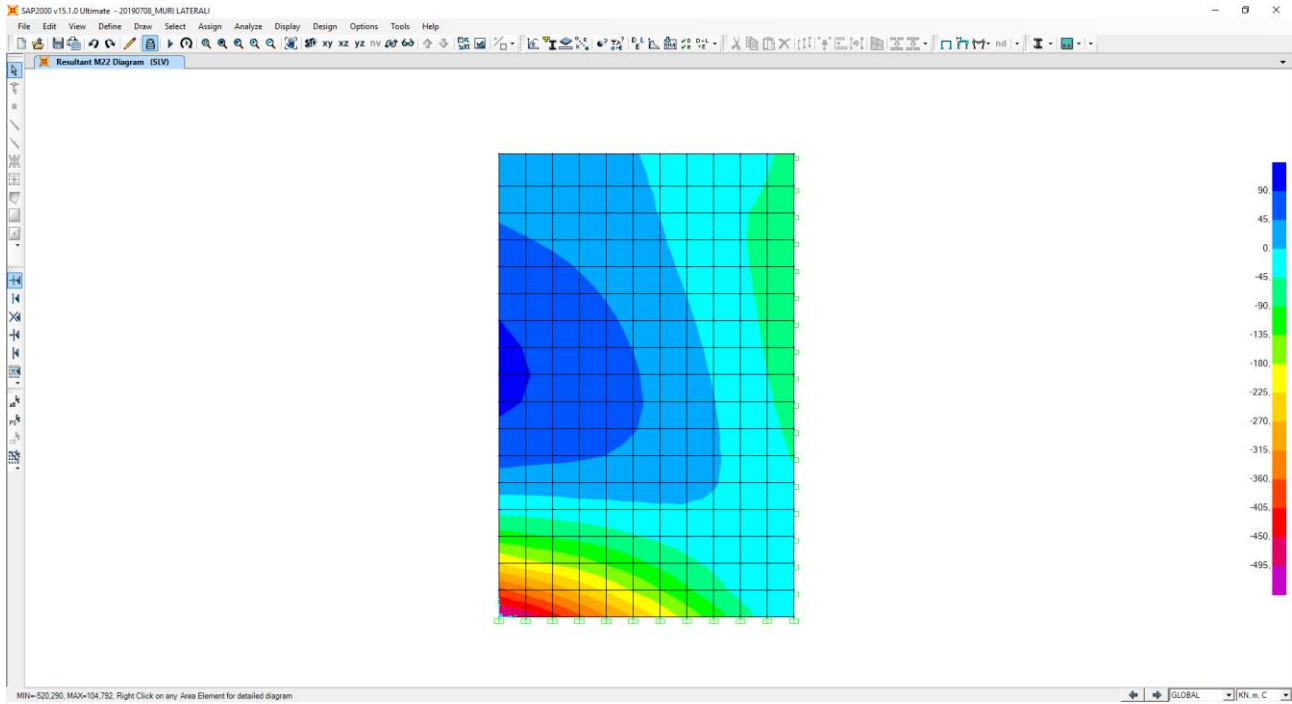 SAP2000 v15.1.0 Ultimate - 20190708_MURI LATERALI
File Edit View Define Draw Select Assign Analyze Display Design Options Tools Help
xy xz yz nv nd
Resultant M22 Diagram (SLV)
90,
45,
0,
-45,
-90,
-135,
-180,
-225,
-270,
-315,
-360,
-405,
-450,
-495,
MIN=-520,290, MAX=104,792, Right Click on any Area Element for detailed diagram
GLOBAL
KN, m, C